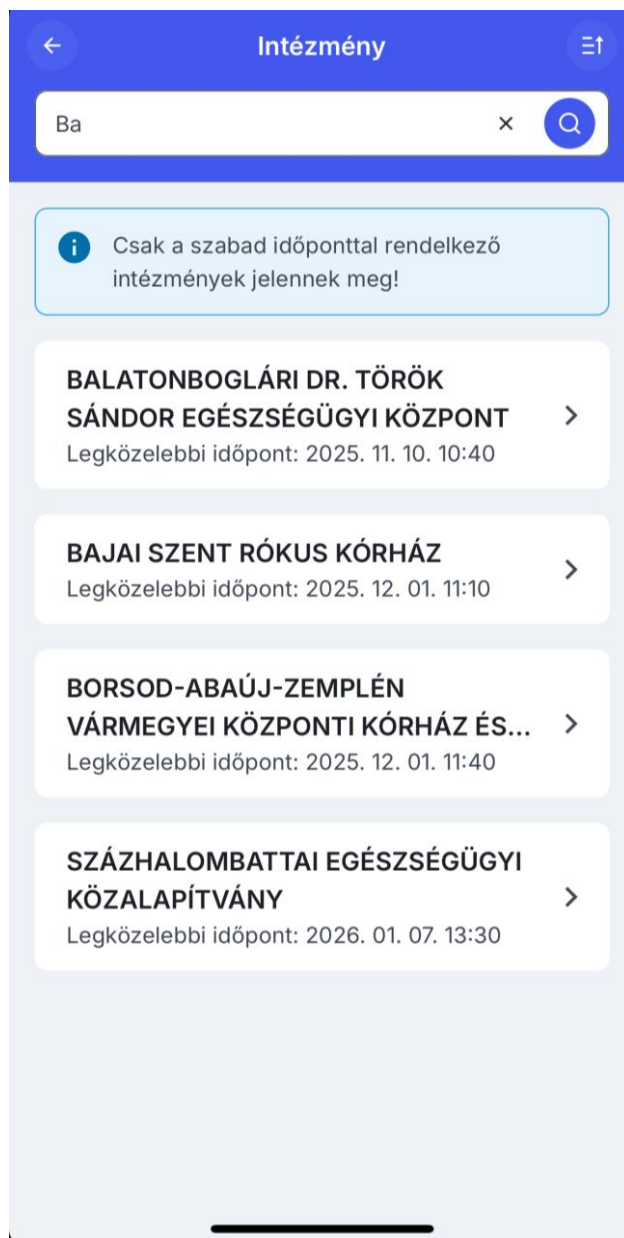 Intézmény
Ba
Csak a szabad időponttal rendelkező
intézmények jelennek meg!
BALATONBOGLÁRI DR. TÖRÖK
SÁNDOR EGÉSZSÉGÜGYI KÖZPONT
Legközelebbi időpont: 2025. 11. 10. 10:40
BAJAI SZENT RÓKUS KÓRHÁZ
Legközelebbi időpont: 2025. 12. 01. 11:10
BORSOD-ABAÚJ-ZEMPLÉN
VÁRMEGYEI KÖZPONTI KÓRHÁZ ÉS...
Legközelebbi időpont: 2025. 12. 01. 11:40
SZÁZHALOMBATTAI EGÉSZSÉGÜGYI
KÖZALAPÍTVÁNY
Legközelebbi időpont: 2026. 01. 07. 13:30